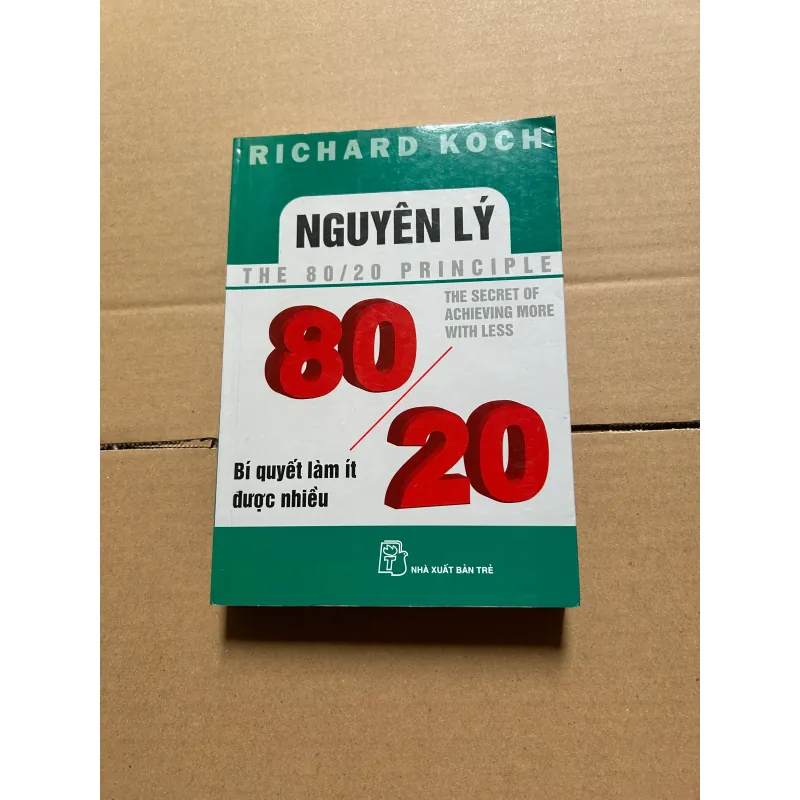 RICHARD KOCH
NGUYÊN LÝ
THE 80/20 PRINCIPLE
THE SECRET OF
ACHIEVING MORE
WITH LESS
80/20
Bí quyết làm ít
được nhiều
T
NHÀ XUẤT BẢN TRẺ